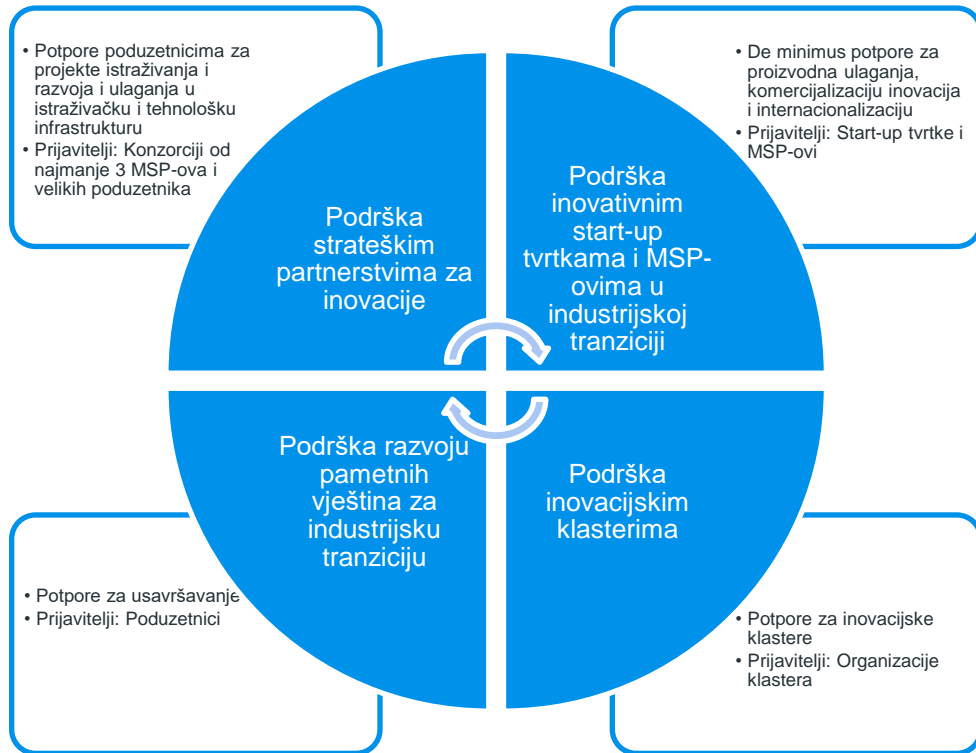 • Potpore poduzetnicima za
projekte istraživanja i
razvoja i ulaganja u
istraživačku i tehnološku
infrastrukturu
• Prijavitelji: Konzorciji od
najmanje 3 MSP-ova i
velikih poduzetnika
• De minimus potpore za
proizvodna ulaganja,
komercijalizaciju inovacija
i internacionalizaciju
• Prijavitelji: Start-up tvrtke i
MSP-ovi
Podrška
strateškim
partnerstvima za
inovacije
Podrška
inovativnim
start-up
tvrtkama i MSP-
ovima u
industrijskoj
tranziciji
Podrška razvoju
pametnih
vještina za
industrijsku
tranziciju
Podrška
inovacijskim
klasterima
• Potpore za usavršavanje
• Prijavitelji: Poduzetnici
• Potpore za inovacijske
klastere
• Prijavitelji: Organizacije
klastera